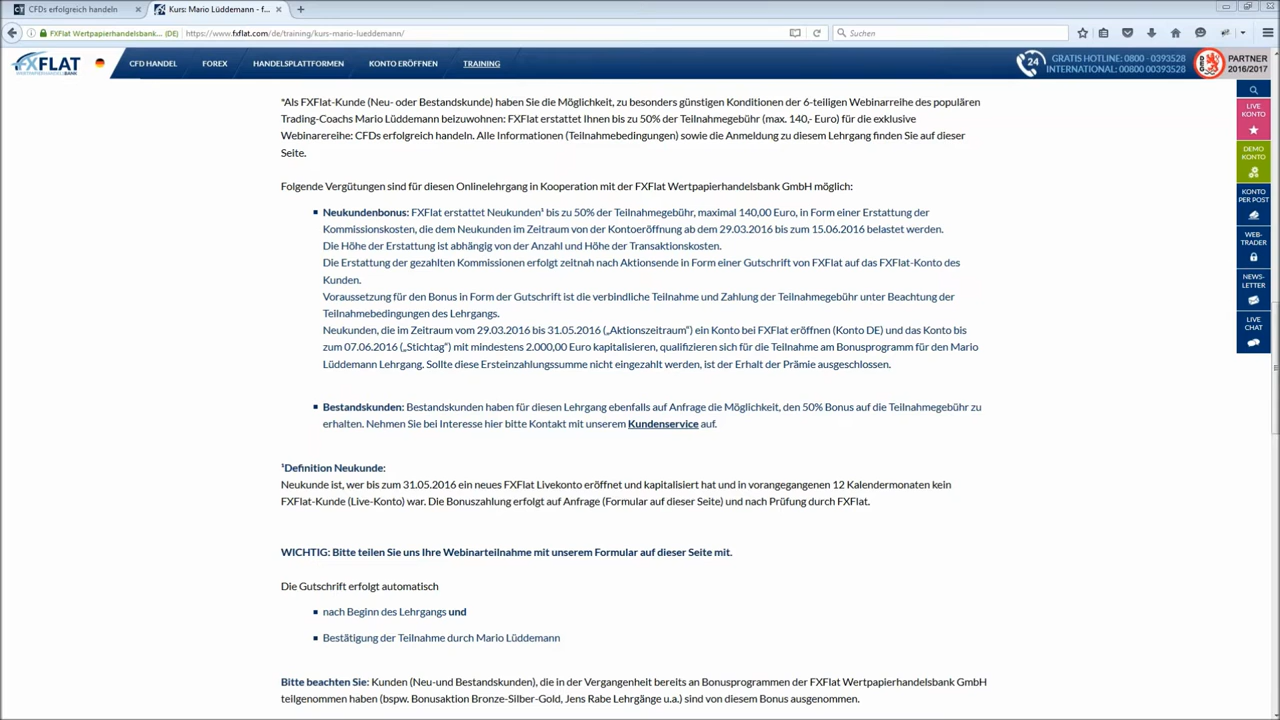 CFDs erfolgreich handeln
Kurs: Mario Lüddemann - f...
FXFlat Wertpapierhandelsbank... (DE)
https://www.fxflat.com/de/training/kurs-mario-lueddemann/
Suchen
FXFLAT
WERTPAPIERHANDELSBANK
CFD HANDEL
FOREX
HANDELSPLATTFORMEN
KONTO ERÖFFNEN
TRAINING
24
GRATIS HOTLINE: 0800 - 0393528
INTERNATIONAL: 00800 00393528
PARTNER
2016/2017
*Als FXFlat-Kunde (Neu- oder Bestandskunde) haben Sie die Möglichkeit, zu besonders günstigen Konditionen der 6-teiligen Webinarreihe des populären
Trading-Coachs Mario Lüddemann beizuwohnen: FXFlat erstattet Ihnen bis zu 50% der Teilnahmegebühr (max. 140,- Euro) für die exklusive
Webinarereihe: CFDs erfolgreich handeln. Alle Informationen (Teilnahmebedingungen) sowie die Anmeldung zu diesem Lehrgang finden Sie auf dieser
Seite.
Folgende Vergütungen sind für diesen Onlinelehrgang in Kooperation mit der FXFlat Wertpapierhandelsbank GmbH möglich:
Neukundenbonus: FXFlat erstattet Neukunden¹ bis zu 50% der Teilnahmegebühr, maximal 140,00 Euro, in Form einer Erstattung der
Kommissionskosten, die dem Neukunden im Zeitraum von der Kontoeröffnung ab dem 29.03.2016 bis zum 15.06.2016 belastet werden.
Die Höhe der Erstattung ist abhängig von der Anzahl und Höhe der Transaktionskosten.
Die Erstattung der gezahlten Kommissionen erfolgt zeitnah nach Aktionsende in Form einer Gutschrift von FXFlat auf das FXFlat-Konto des
Kunden.
Voraussetzung für den Bonus in Form der Gutschrift ist die verbindliche Teilnahme und Zahlung der Teilnahmegebühr unter Beachtung der
Teilnahmebedingungen des Lehrgangs.
Neukunden, die im Zeitraum vom 29.03.2016 bis 31.05.2016 („Aktionszeitraum") ein Konto bei FXFlat eröffnen (Konto DE) und das Konto bis
zum 07.06.2016 („Stichtag") mit mindestens 2.000,00 Euro kapitalisieren, qualifizieren sich für die Teilnahme am Bonusprogramm für den Mario
Lüddemann Lehrgang. Sollte diese Ersteinzahlungssumme nicht eingezahlt werden, ist der Erhalt der Prämie ausgeschlossen.
Bestandskunden: Bestandskunden haben für diesen Lehrgang ebenfalls auf Anfrage die Möglichkeit, den 50% Bonus auf die Teilnahmegebühr zu
erhalten. Nehmen Sie bei Interesse hier bitte Kontakt mit unserem Kundenservice auf.
¹Definition Neukunde:
Neukunde ist, wer bis zum 31.05.2016 ein neues FXFlat Livekonto eröffnet und kapitalisiert hat und in vorangegangenen 12 Kalendermonaten kein
FXFlat-Kunde (Live-Konto) war. Die Bonuszahlung erfolgt auf Anfrage (Formular auf dieser Seite) und nach Prüfung durch FXFlat.
WICHTIG: Bitte teilen Sie uns Ihre Webinarteilnahme mit unserem Formular auf dieser Seite mit.
Die Gutschrift erfolgt automatisch
nach Beginn des Lehrgangs und
Bestätigung der Teilnahme durch Mario Lüddemann
Bitte beachten Sie: Kunden (Neu-und Bestandskunden), die in der Vergangenheit bereits an Bonusprogrammen der FXFlat Wertpapierhandelsbank GmbH
teilgenommen haben (bspw. Bonusaktion Bronze-Silber-Gold, Jens Rabe Lehrgänge u.a.) sind von diesem Bonus ausgenommen.
LIVE
KONTO
DEMO
KONTO
KONTO
PER POST
WEB-
TRADER
NEWS-
LETTER
LIVE
CHAT